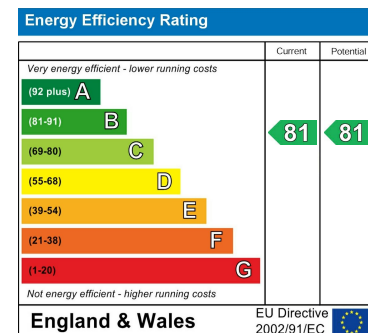 Energy Efficiency Rating
Current Potential
Very energy efficient - lower running costs
(92 plus) A
(81-91) B
81 81
(69-80) C
(55-68) D
(39-54) E
(21-38) F
(1-20) G
Not energy efficient - higher running costs
England & Wales
EU Directive
2002/91/EC